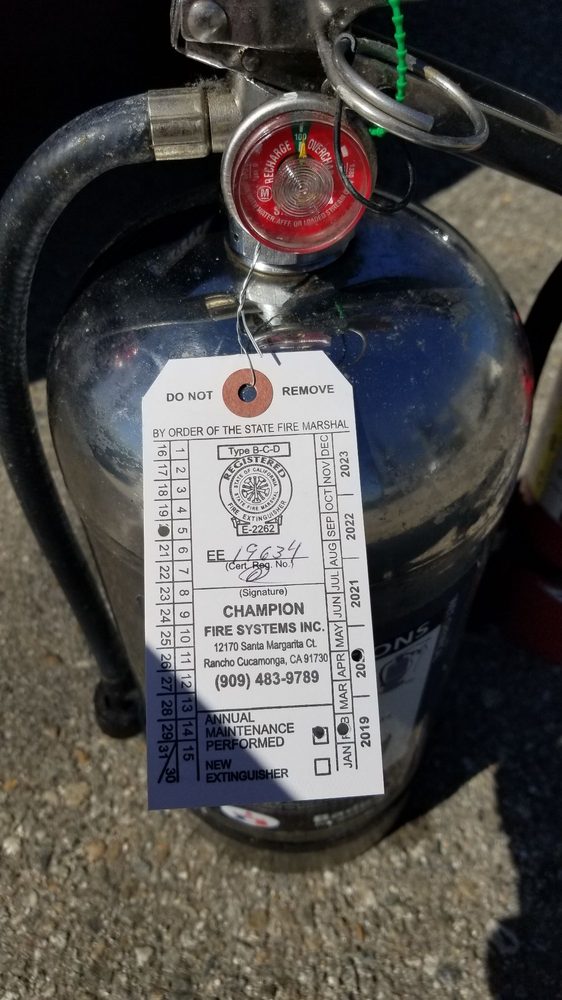 100
RECHARGE OVERCH
DO NOT REMOVE
BY ORDER OF THE STATE FIRE MARSHAL
Type B-C-D
REGISTERED
STATE OF CALIFORNIA
STATE FIRE MARSHAL
FIRE EXTINGUISHER
E-2262
EE 19634
(Cert. Reg. No.)
(Signature)
CHAMPION
FIRE SYSTEMS INC.
12170 Santa Margarita Ct.
Rancho Cucamonga, CA 91730
(909) 483-9789
ANNUAL
MAINTENANCE
PERFORMED
NEW
EXTINGUISHER
1 2 3 4 5 6 7 8 9 10 11 12 13 14 15
16 17 18 19 21 22 23 24 25 26 27 28 29 30 31
JAN MAR APR MAY JUN JUL AUG SEP OCT NOV DEC
2019 2021 2022 2023
ONS